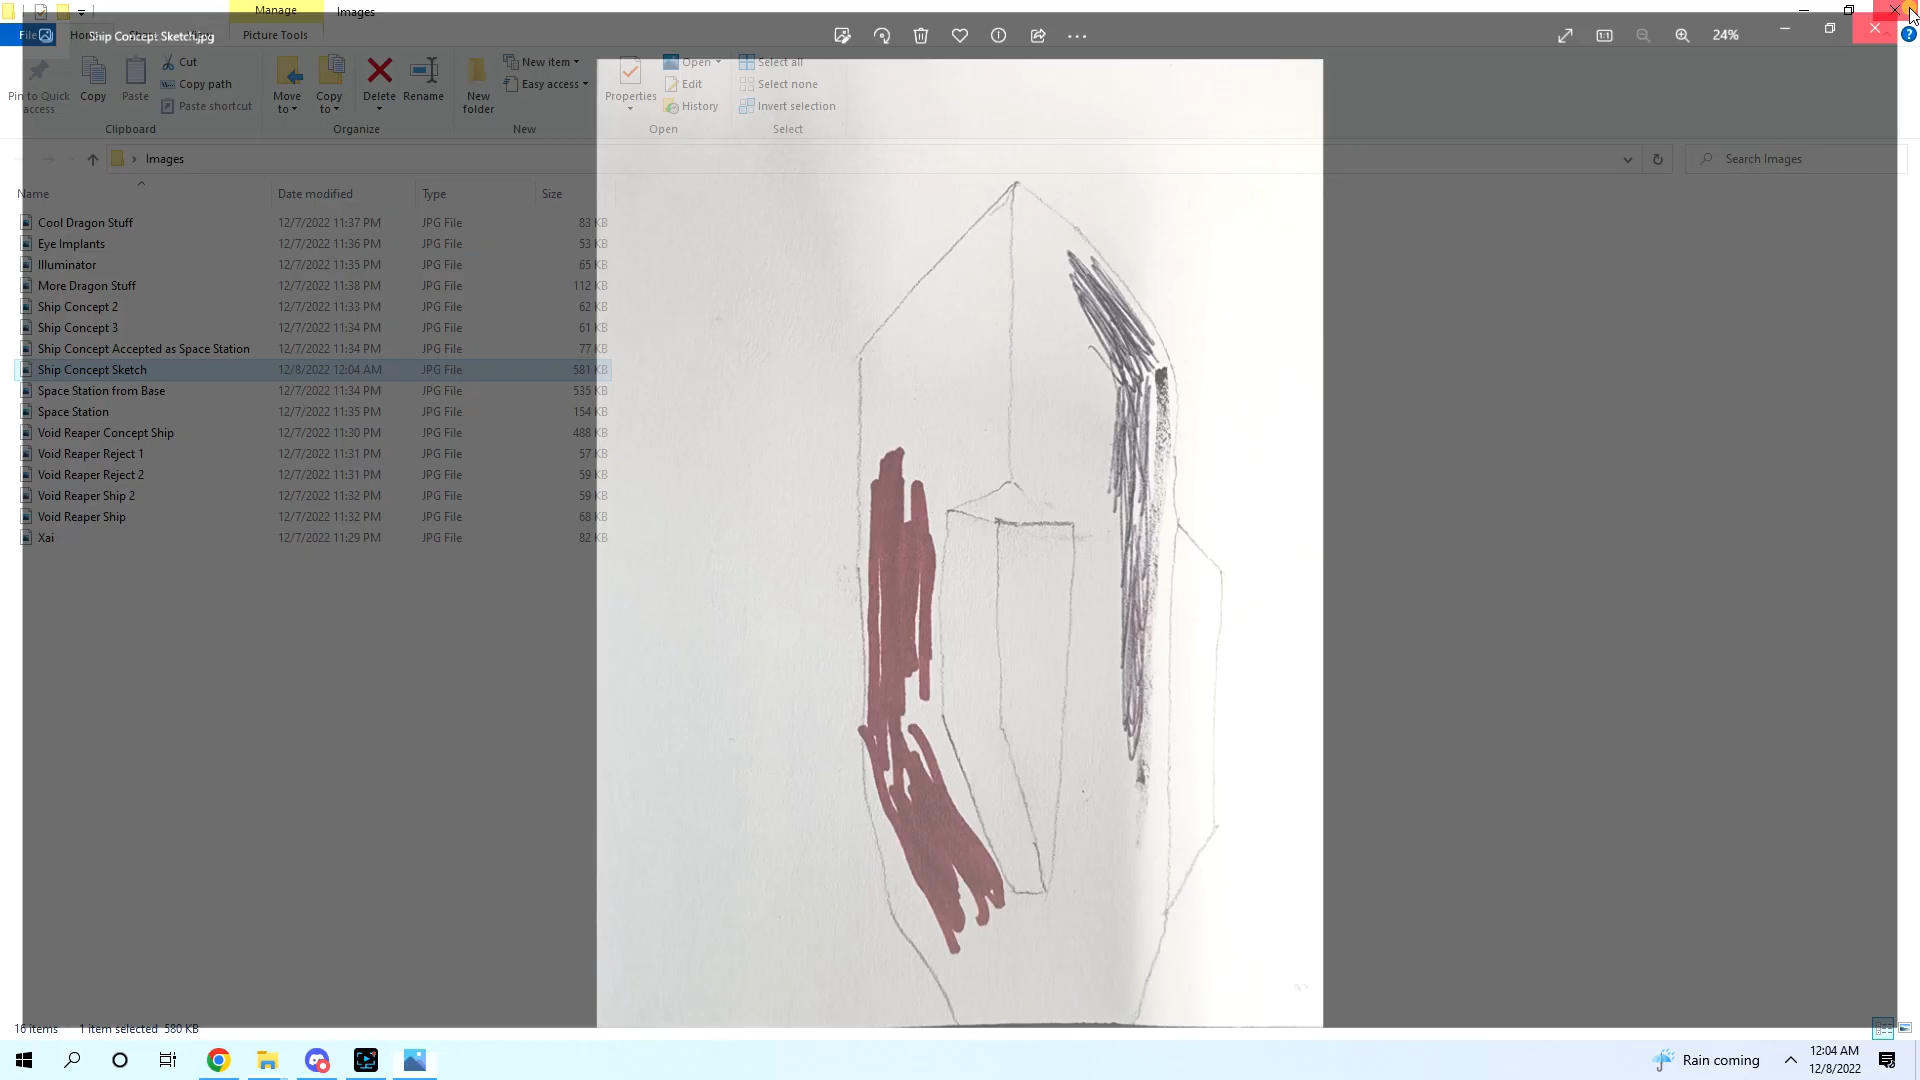 Manage
Images
File
Home
Ship Concept Sketch.jpg
Picture Tools
24%
Pin to Quick access
Copy
Paste
Cut
Copy path
Paste shortcut
Clipboard
Move to
Copy to
Delete
Rename
Organize
New folder
New item
Easy access
New
Properties
Open
Edit
History
Open
Select all
Select none
Invert selection
Select
Images
Search Images
Name Date modified Type Size
Cool Dragon Stuff 12/7/2022 11:37 PM JPG File 83 KB
Eye Implants 12/7/2022 11:36 PM JPG File 53 KB
Illuminator 12/7/2022 11:35 PM JPG File 65 KB
More Dragon Stuff 12/7/2022 11:38 PM JPG File 112 KB
Ship Concept 2 12/7/2022 11:33 PM JPG File 62 KB
Ship Concept 3 12/7/2022 11:34 PM JPG File 61 KB
Ship Concept Accepted as Space Station 12/7/2022 11:34 PM JPG File 77 KB
Ship Concept Sketch 12/8/2022 12:04 AM JPG File 581 KB
Space Station from Base 12/7/2022 11:34 PM JPG File 535 KB
Space Station 12/7/2022 11:35 PM JPG File 154 KB
Void Reaper Concept Ship 12/7/2022 11:30 PM JPG File 488 KB
Void Reaper Reject 1 12/7/2022 11:31 PM JPG File 57 KB
Void Reaper Reject 2 12/7/2022 11:31 PM JPG File 59 KB
Void Reaper Ship 2 12/7/2022 11:32 PM JPG File 59 KB
Void Reaper Ship 12/7/2022 11:32 PM JPG File 68 KB
Xai 12/7/2022 11:29 PM JPG File 82 KB
16 items 1 item selected 580 KB
Rain coming
12:04 AM
12/8/2022